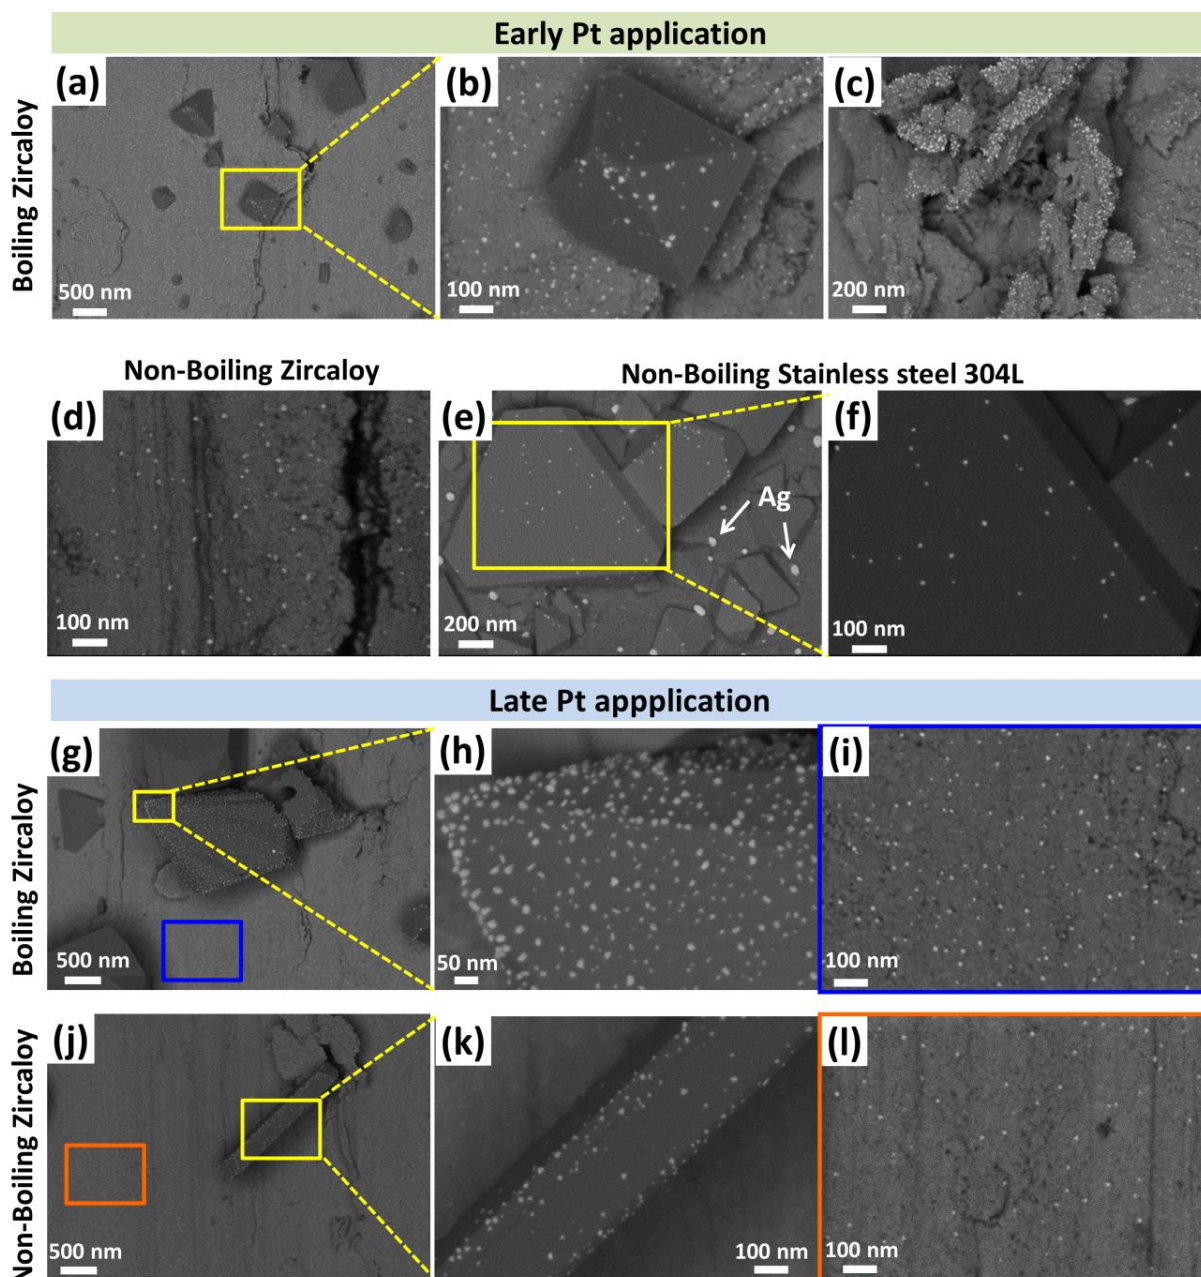 Early Pt application
Boiling Zircaloy
(a)
500 nm
(b)
100 nm
(c)
200 nm
Non-Boiling Zircaloy
Non-Boiling Stainless steel 304L
(d)
100 nm
(e)
Ag
200 nm
(f)
100 nm
Late Pt appplication
Boiling Zircaloy
(g)
500 nm
(h)
50 nm
(i)
100 nm
Non-Boiling Zircaloy
(j)
500 nm
(k)
100 nm
(l)
100 nm